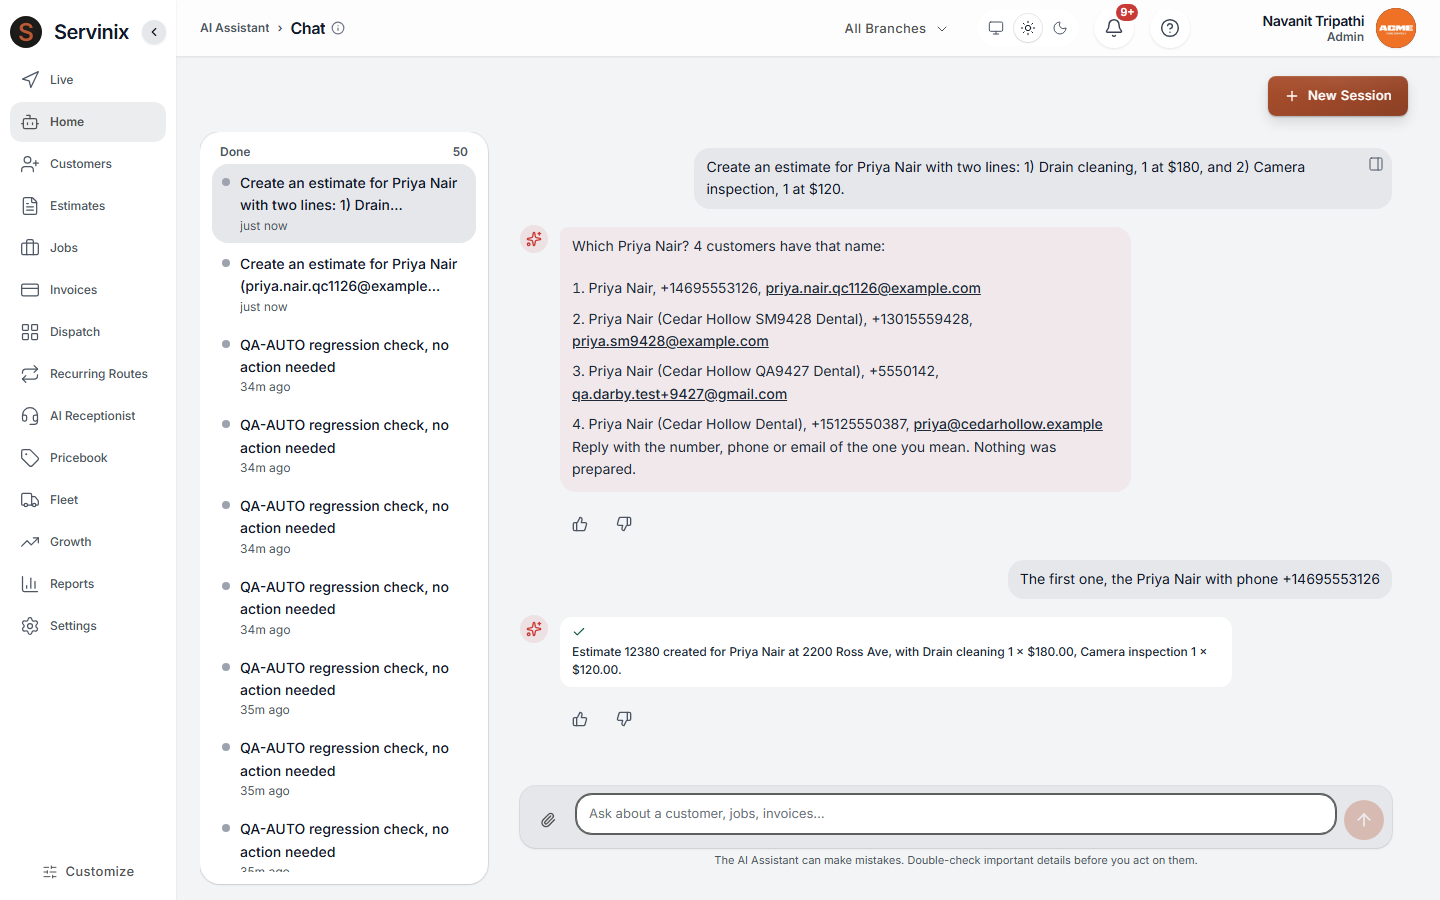 S Servinix
AI Assistant › Chat
All Branches
9+
Navanit Tripathi
Admin
ACME
Live
Home
Customers
Estimates
Jobs
Invoices
Dispatch
Recurring Routes
AI Receptionist
Pricebook
Fleet
Growth
Reports
Settings
Customize
+ New Session
Done 50
Create an estimate for Priya Nair
with two lines: 1) Drain...
just now
Create an estimate for Priya Nair
(priya.nair.qc1126@example...
just now
QA-AUTO regression check, no
action needed
34m ago
QA-AUTO regression check, no
action needed
34m ago
QA-AUTO regression check, no
action needed
34m ago
QA-AUTO regression check, no
action needed
34m ago
QA-AUTO regression check, no
action needed
35m ago
QA-AUTO regression check, no
action needed
35m ago
QA-AUTO regression check, no
action needed
35m ago
Create an estimate for Priya Nair with two lines: 1) Drain cleaning, 1 at $180, and 2) Camera
inspection, 1 at $120.
Which Priya Nair? 4 customers have that name:
1. Priya Nair, +14695553126, priya.nair.qc1126@example.com
2. Priya Nair (Cedar Hollow SM9428 Dental), +13015559428,
priya.sm9428@example.com
3. Priya Nair (Cedar Hollow QA9427 Dental), +5550142,
qa.darby.test+9427@gmail.com
4. Priya Nair (Cedar Hollow Dental), +15125550387, priya@cedarhollow.example
Reply with the number, phone or email of the one you mean. Nothing was
prepared.
The first one, the Priya Nair with phone +14695553126
Estimate 12380 created for Priya Nair at 2200 Ross Ave, with Drain cleaning 1 × $180.00, Camera inspection 1 ×
$120.00.
Ask about a customer, jobs, invoices...
The AI Assistant can make mistakes. Double-check important details before you act on them.